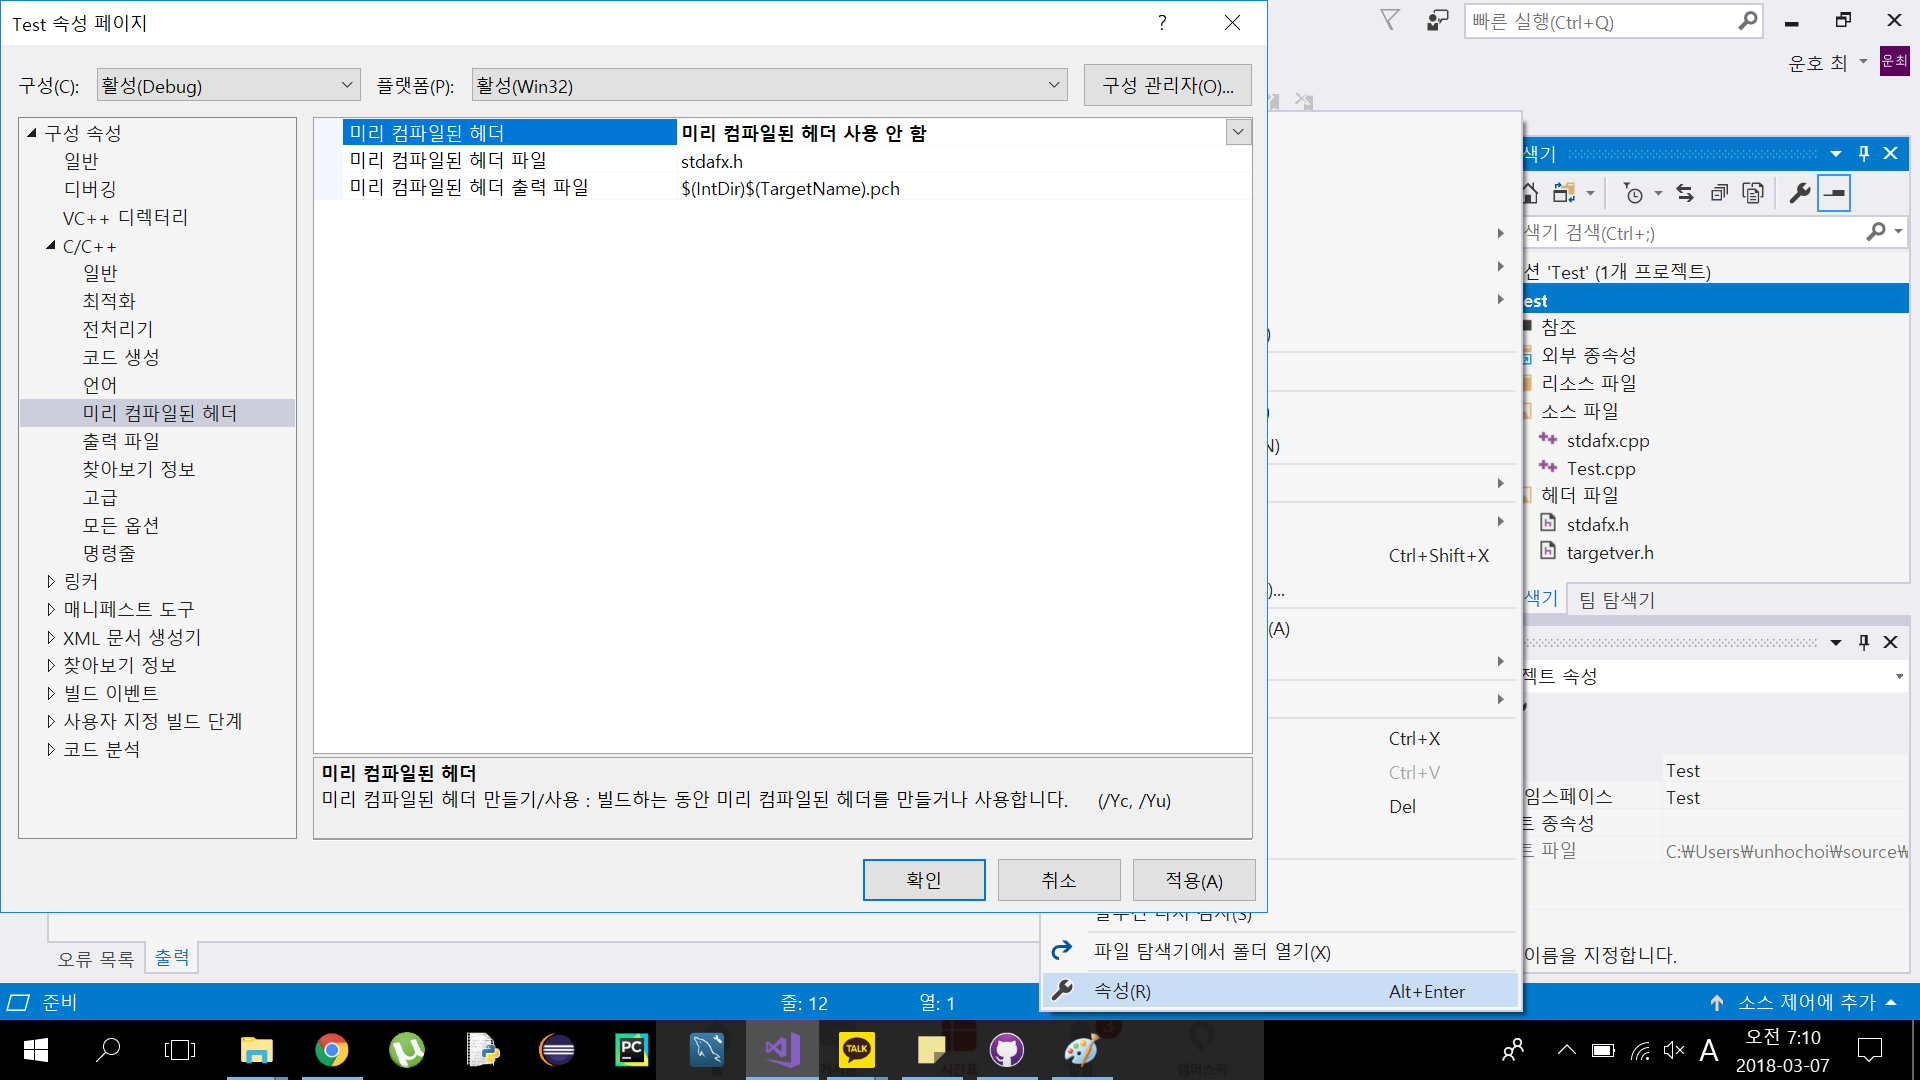 Test 속성 페이지
?
구성(C):
활성(Debug)
플랫폼(P):
활성(Win32)
구성 관리자(O)...
구성 속성
일반
디버깅
VC++ 디렉터리
C/C++
일반
최적화
전처리기
코드 생성
언어
미리 컴파일된 헤더
출력 파일
찾아보기 정보
고급
모든 옵션
명령줄
링커
매니페스트 도구
XML 문서 생성기
찾아보기 정보
빌드 이벤트
사용자 지정 빌드 단계
코드 분석
미리 컴파일된 헤더 미리 컴파일된 헤더 사용 안 함
미리 컴파일된 헤더 파일 stdafx.h
미리 컴파일된 헤더 출력 파일 $(IntDir)$(TargetName).pch
미리 컴파일된 헤더
미리 컴파일된 헤더 만들기/사용 : 빌드하는 동안 미리 컴파일된 헤더를 만들거나 사용합니다. (/Yc, /Yu)
확인
취소
적용(A)
빠른 실행(Ctrl+Q)
운호 최
운최
)
)
N)
Ctrl+Shift+X
)...
(A)
Ctrl+X
Ctrl+V
Del
파일 탐색기에서 폴더 열기(X)
속성(R) Alt+Enter
색기
색기 검색(Ctrl+;)
션 'Test' (1개 프로젝트)
est
참조
외부 종속성
리소스 파일
소스 파일
stdafx.cpp
Test.cpp
헤더 파일
stdafx.h
targetver.h
색기
팀 탐색기
젝트 속성
Test
임스페이스 Test
트 종속성
트 파일 C:₩Users₩unhochoi₩source₩
이름을 지정합니다.
오류 목록
출력
준비
줄: 12
열: 1
소스 제어에 추가
PC
TALK
3
A
오전 7:10
2018-03-07